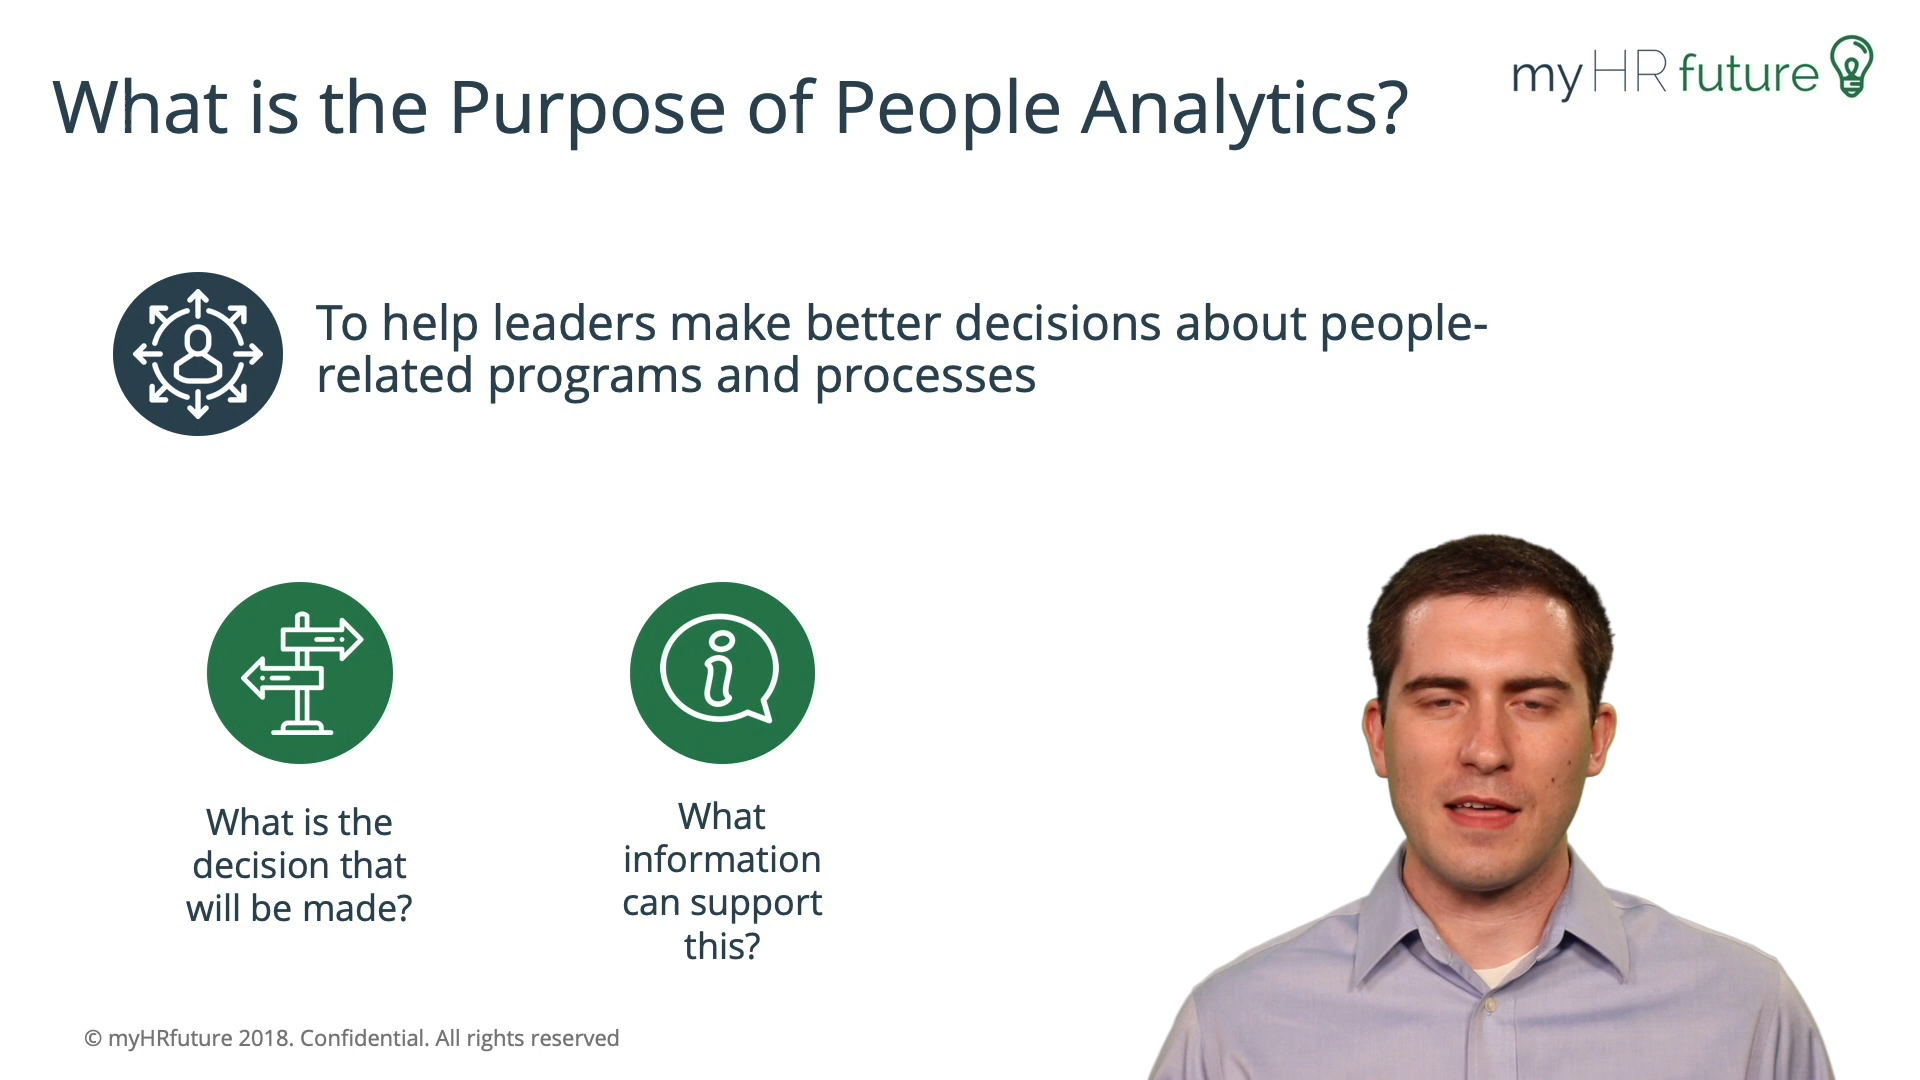 What is the Purpose of People Analytics?
my HR future
To help leaders make better decisions about people-
related programs and processes
What is the
decision that
will be made?
What
information
can support
this?
© myHRfuture 2018. Confidential. All rights reserved